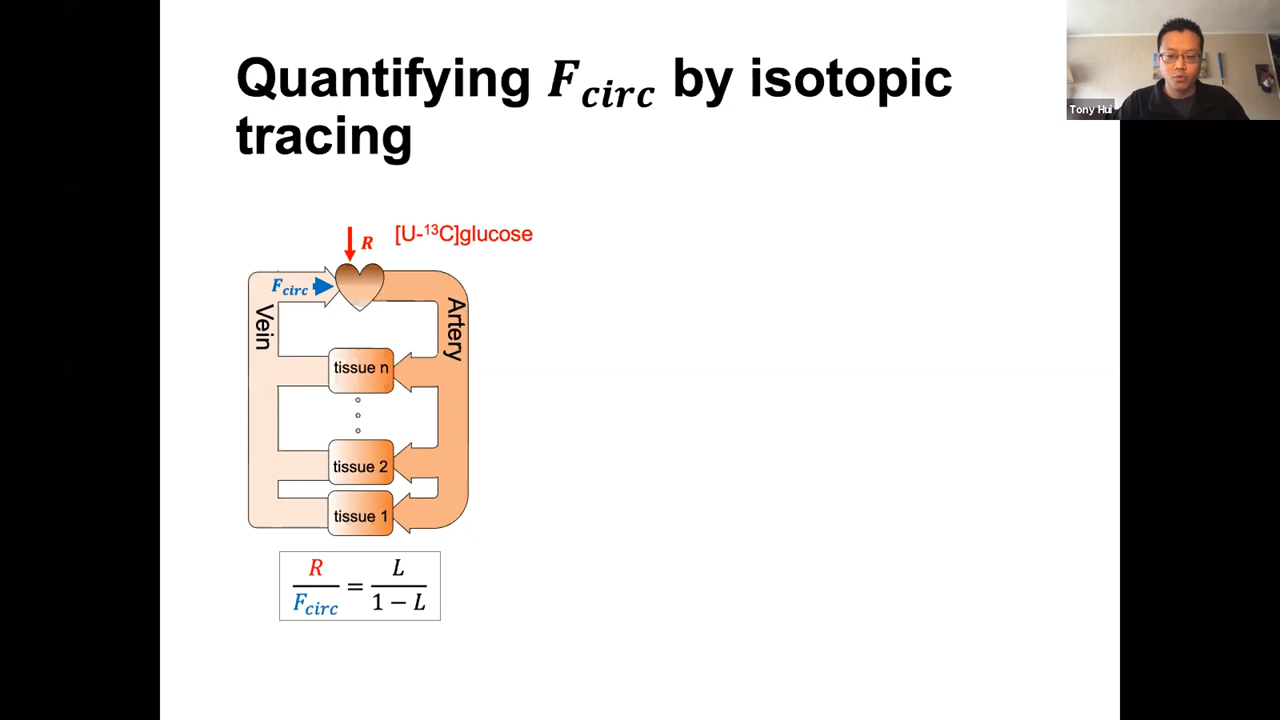 Quantifying F_circ by isotopic
tracing
Tony Hui
R [U-¹³C]glucose
F_circ
Vein
Artery
tissue n
tissue 2
tissue 1
R/F_circ = L/(1 − L)